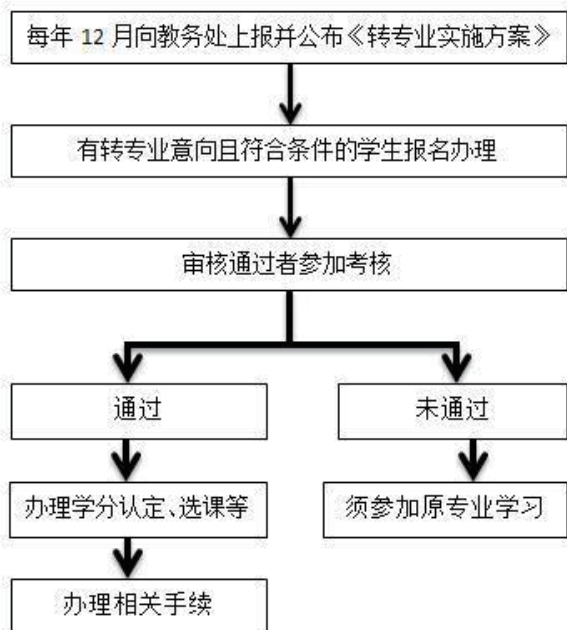 每年 12 月向教务处上报并公布《转专业实施方案》
有转专业意向且符合条件的学生报名办理
审核通过者参加考核
通过
未通过
办理学分认定、选课等
须参加原专业学习
办理相关手续